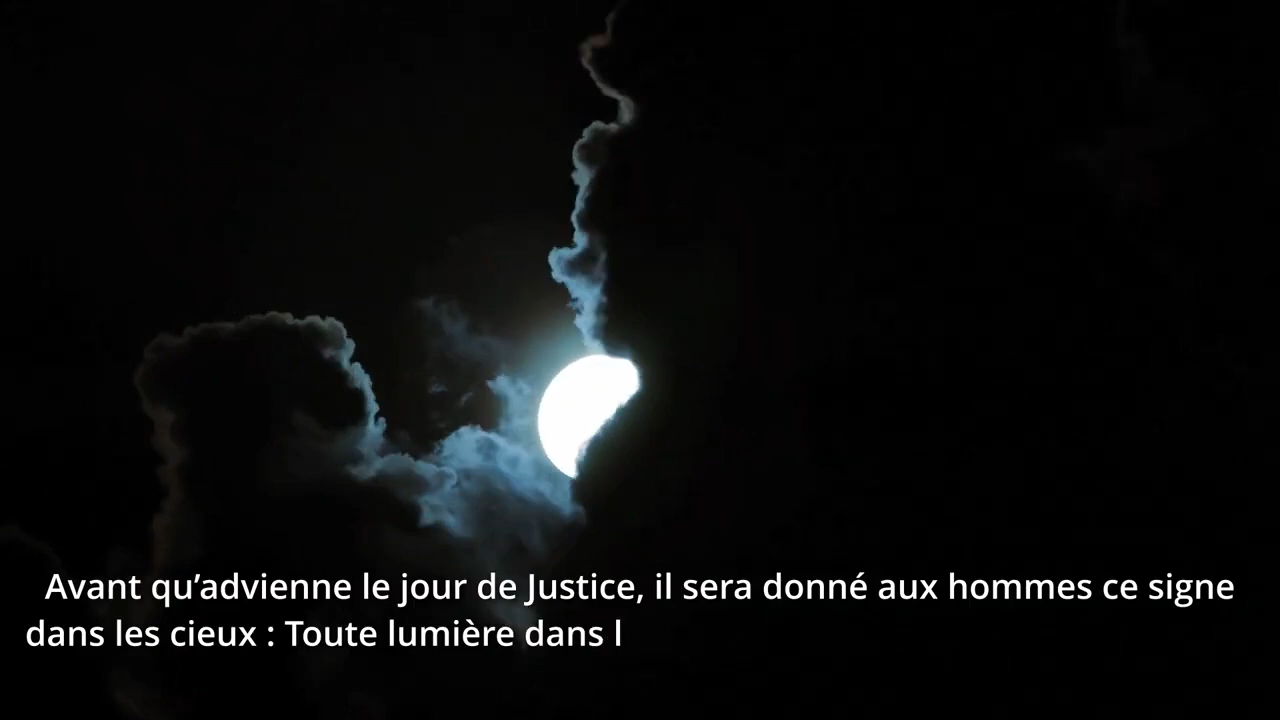 Avant qu’advienne le jour de Justice, il sera donné aux hommes ce signe
dans les cieux : Toute lumière dans l